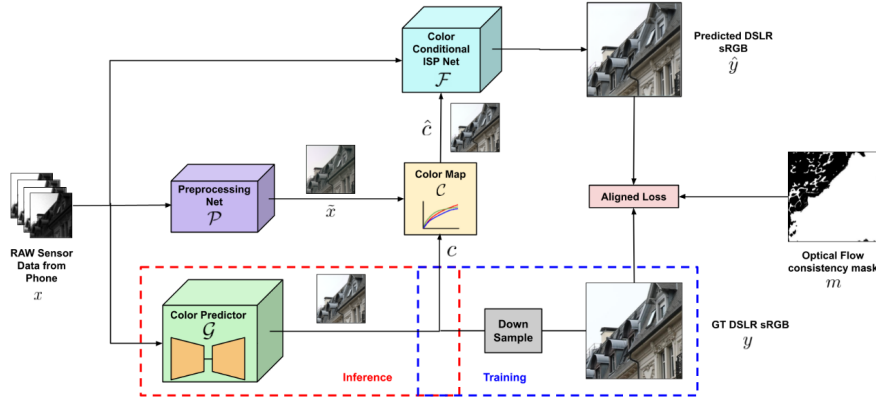 Color
Conditional
ISP Net
F
Predicted DSLR
sRGB
ŷ
ĉ
Preprocessing
Net
P
x̃
Color Map
C
Aligned Loss
RAW Sensor
Data from
Phone
x
c
Optical Flow
consistency mask
m
Color Predictor
G
Down
Sample
GT DSLR sRGB
y
Inference
Training